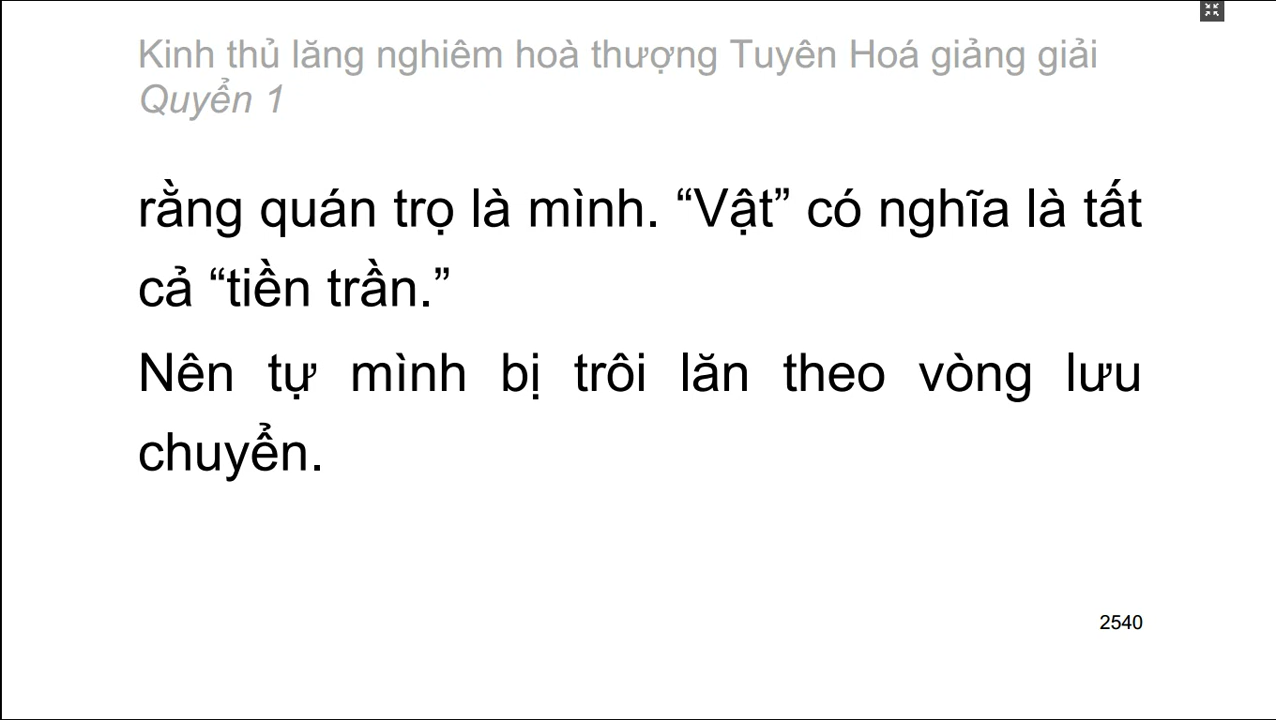 Kinh thủ lăng nghiêm hoà thượng Tuyên Hoá giảng giải
Quyển 1
rằng quán trọ là mình. “Vật” có nghĩa là tất
cả “tiền trần.”
Nên tự mình bị trôi lăn theo vòng lưu
chuyển.
2540